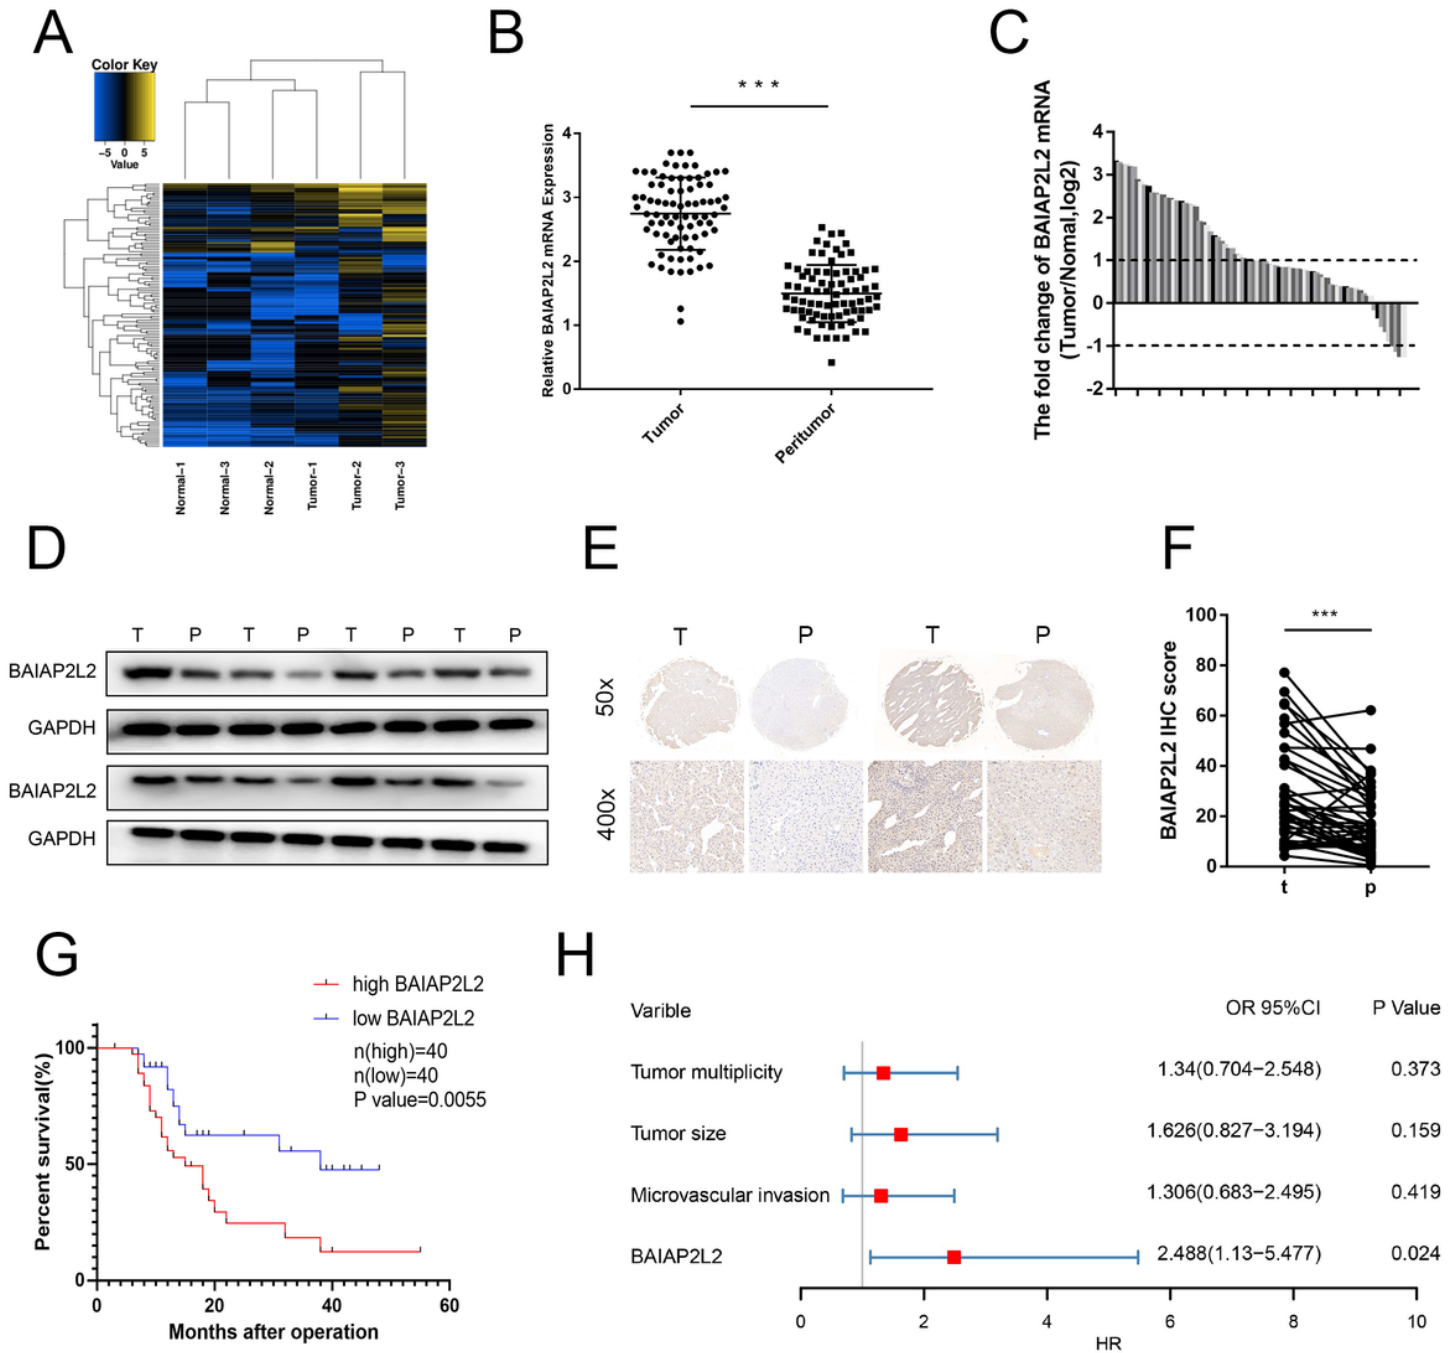 A
Color Key
−5 0 5
Value
Normal−1
Normal−3
Normal−2
Tumor−1
Tumor−2
Tumor−3
B
***
Relative BAIAP2L2 mRNA Expression
4
3
2
1
0
Tumor
Peritumor
C
The fold change of BAIAP2L2 mRNA
(Tumor/Nomal,log2)
4
3
2
1
0
-1
-2
D
T P T P T P T P
BAIAP2L2
GAPDH
BAIAP2L2
GAPDH
E
T P T P
50x
400x
F
***
BAIAP2L2 IHC score
100
80
60
40
20
0
t p
G
high BAIAP2L2
low BAIAP2L2
n(high)=40
n(low)=40
P value=0.0055
Percent survival(%)
100
50
0
0 20 40 60
Months after operation
H
Varible OR 95%CI P Value
Tumor multiplicity 1.34(0.704−2.548) 0.373
Tumor size 1.626(0.827−3.194) 0.159
Microvascular invasion 1.306(0.683−2.495) 0.419
BAIAP2L2 2.488(1.13−5.477) 0.024
0 2 4 6 8 10
HR